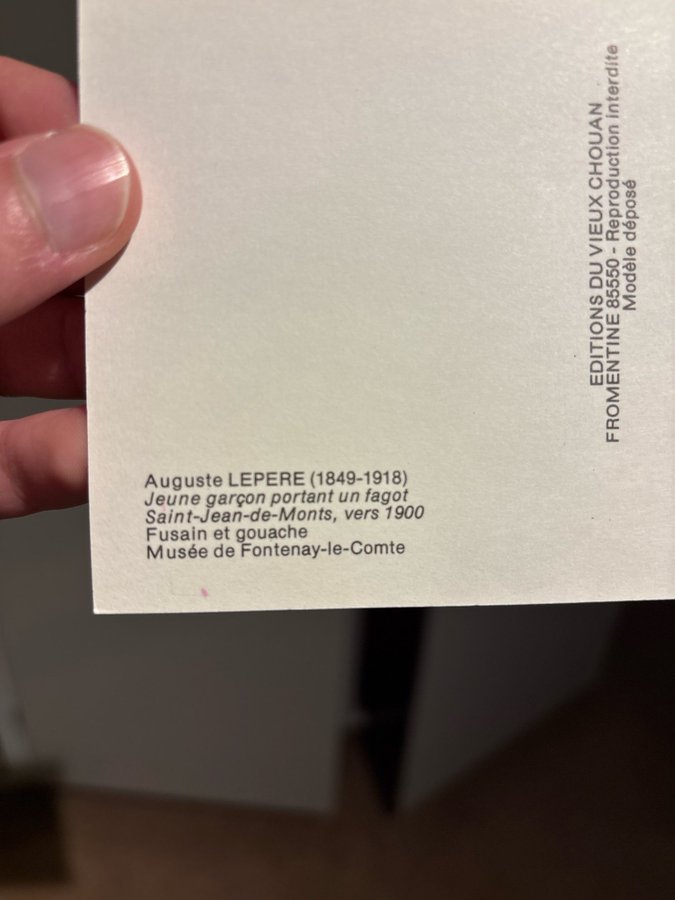 Auguste LEPERE (1849-1918)
Jeune garçon portant un fagot
Saint-Jean-de-Monts, vers 1900
Fusain et gouache
Musée de Fontenay-le-Comte
EDITIONS DU VIEUX CHOUAN
FROMENTINE 85550 - Reproduction interdite
Modèle déposé